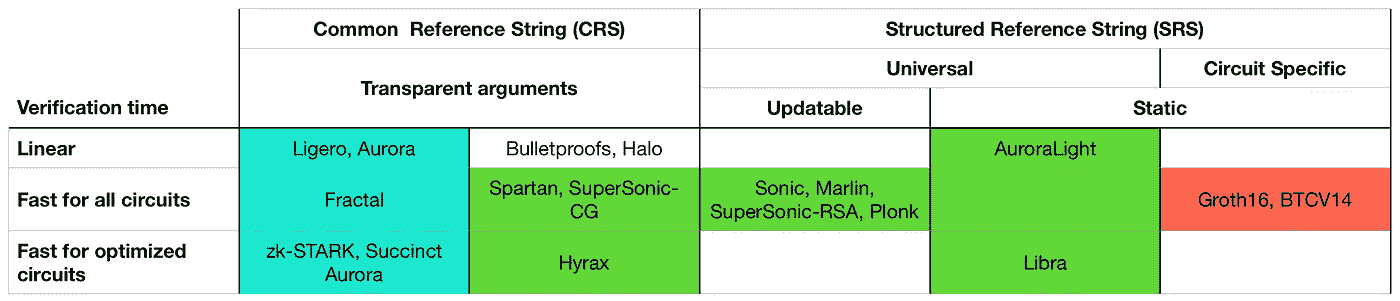 Common  Reference String (CRS)
Structured Reference String (SRS)
Universal
Circuit Specific
Transparent arguments
Verification time
Updatable
Static
Linear
Ligero, Aurora
Bulletproofs, Halo
AuroraLight
Fast for all circuits
Fractal
Spartan, SuperSonic-
CG
Sonic, Marlin,
SuperSonic-RSA, Plonk
Groth16, BTCV14
Fast for optimized
circuits
zk-STARK, Succinct
Aurora
Hyrax
Libra